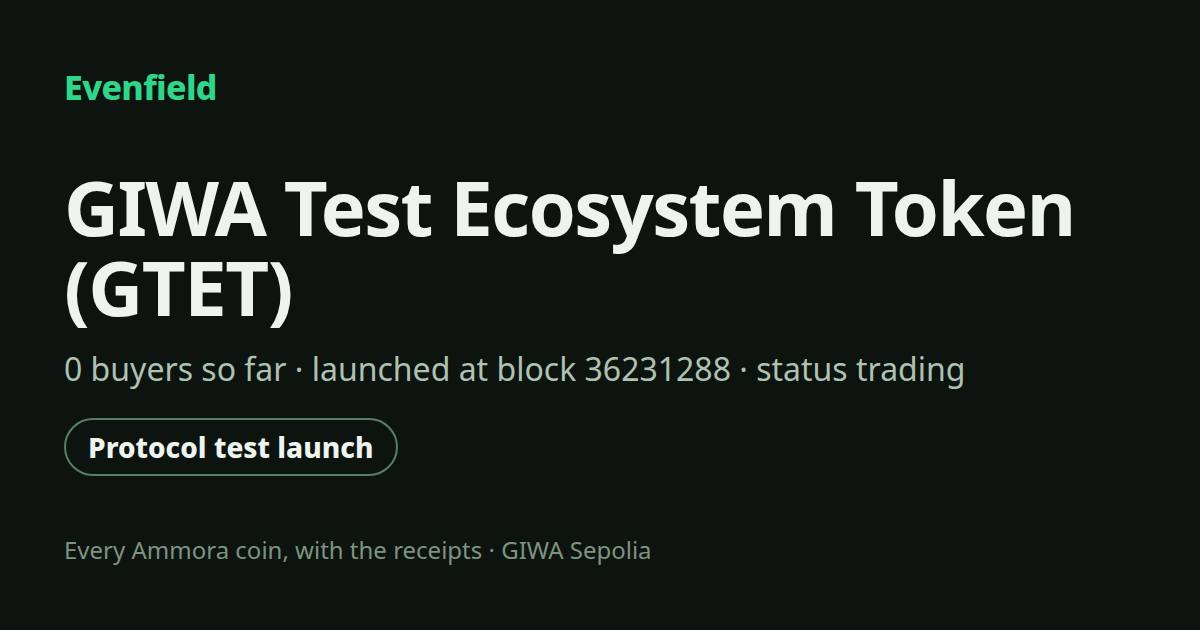 Evenfield
GIWA Test Ecosystem Token
(GTET)
0 buyers so far · launched at block 36231288 · status trading
Protocol test launch
Every Ammora coin, with the receipts · GIWA Sepolia